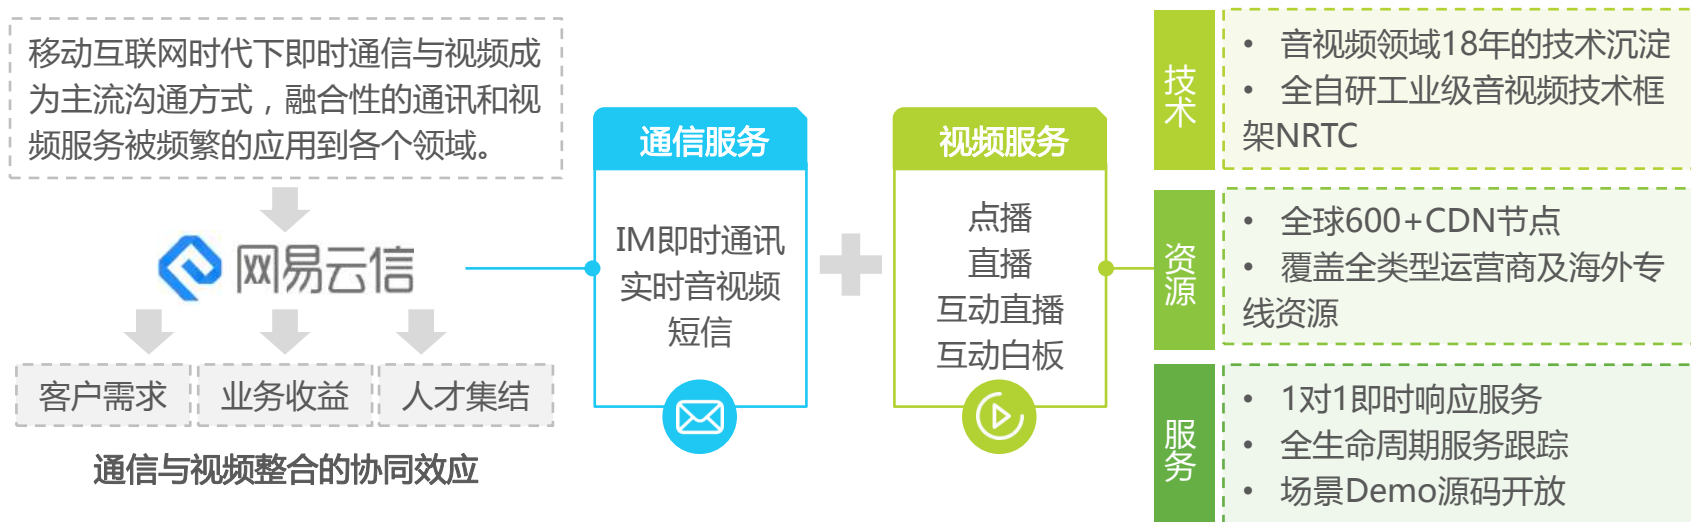 移动互联网时代下即时通信与视频成
为主流沟通方式，融合性的通讯和视
频服务被频繁的应用到各个领域。
网易云信
客户需求
业务收益
人才集结
通信与视频整合的协同效应
通信服务
IM即时通讯
实时音视频
短信
视频服务
点播
直播
互动直播
互动白板
技术
• 音视频领域18年的技术沉淀
• 全自研工业级音视频技术框
架NRTC
资源
• 全球600+CDN节点
• 覆盖全类型运营商及海外专
线资源
服务
• 1对1即时响应服务
• 全生命周期服务跟踪
• 场景Demo源码开放